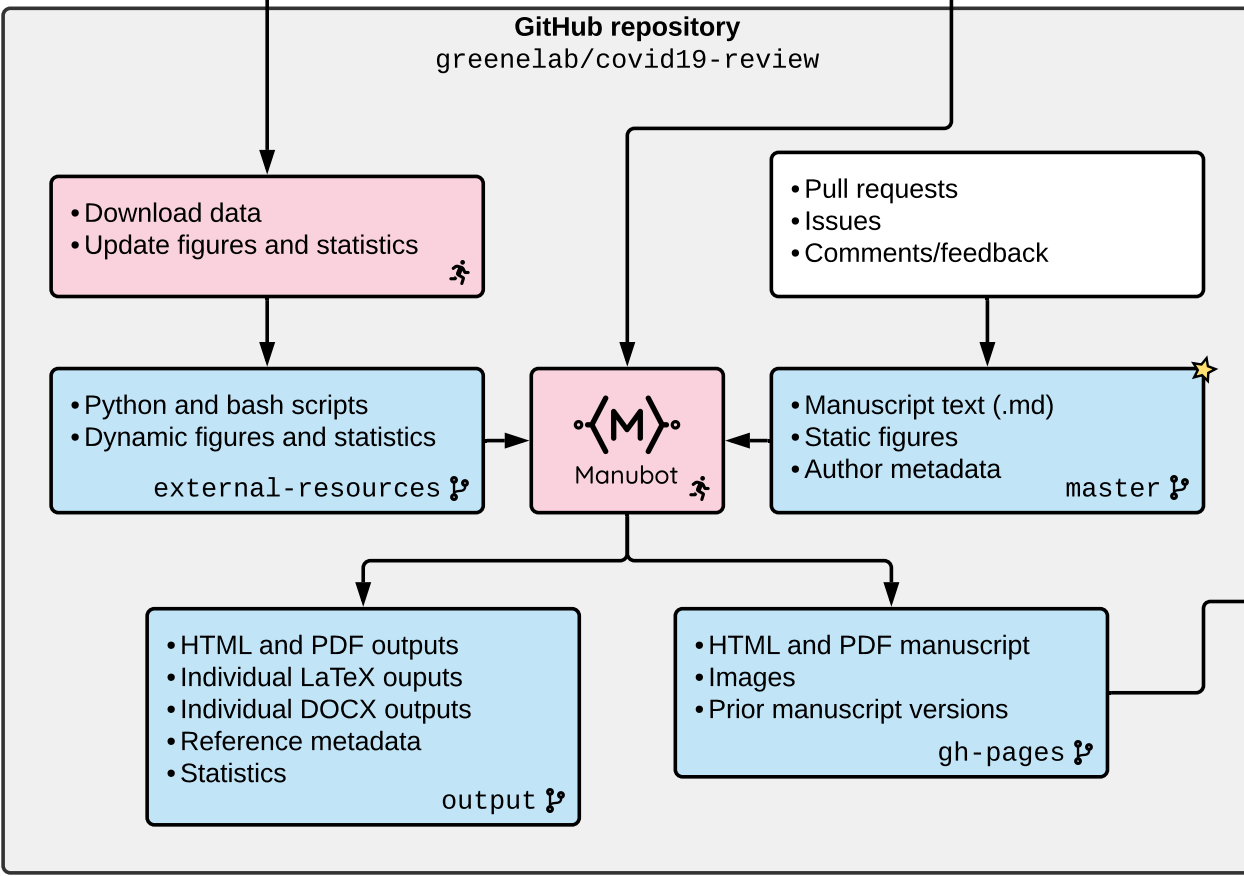 GitHub repository
greenelab/covid19-review
•Download data
•Update figures and statistics
•Pull requests
•Issues
•Comments/feedback
•Python and bash scripts
•Dynamic figures and statistics
external-resources
M
Manubot
•Manuscript text (.md)
•Static figures
•Author metadata
master
•HTML and PDF outputs
•Individual LaTeX ouputs
•Individual DOCX outputs
•Reference metadata
•Statistics
output
•HTML and PDF manuscript
•Images
•Prior manuscript versions
gh-pages